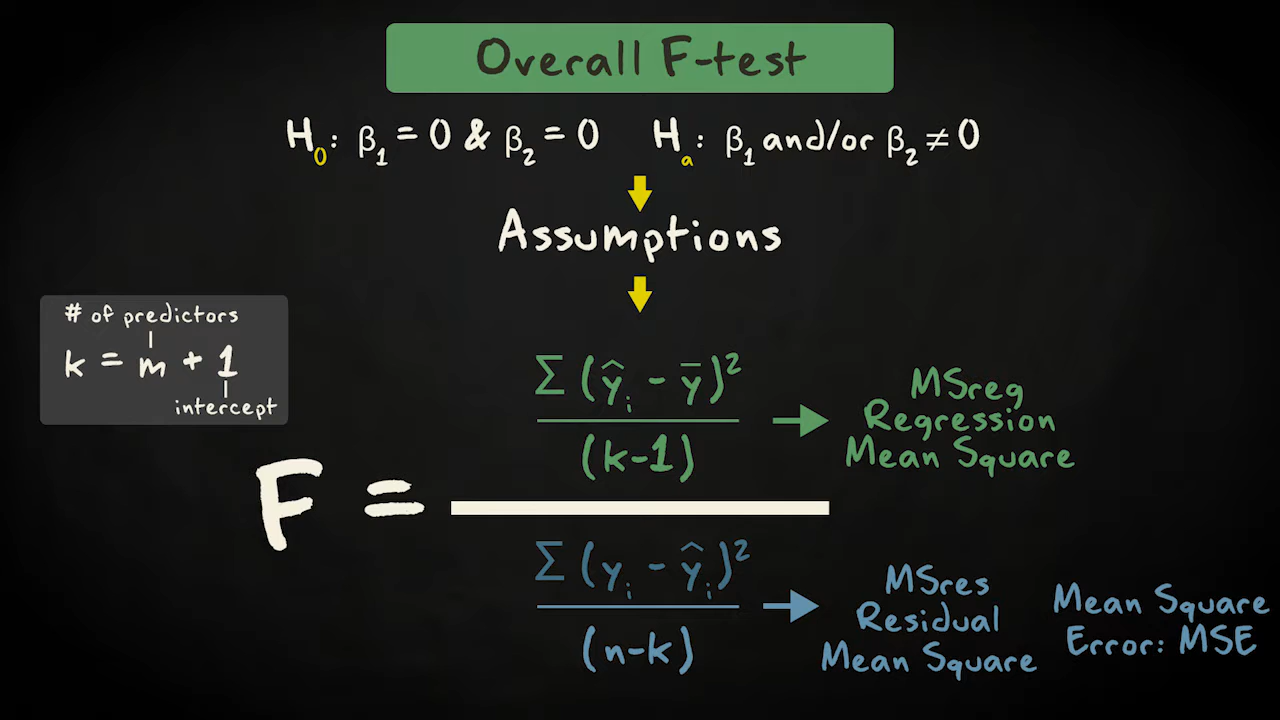 Overall F-test
H₀: β₁ = 0 & β₂ = 0 Hₐ: β₁ and/or β₂ ≠ 0
Assumptions
# of predictors
k = m + 1
intercept
F =
Σ (ŷᵢ - ȳ)²
(k-1)
MSreg
Regression
Mean Square
Σ (yᵢ - ŷᵢ)²
(n-k)
MSres
Residual
Mean Square
Mean Square
Error: MSE